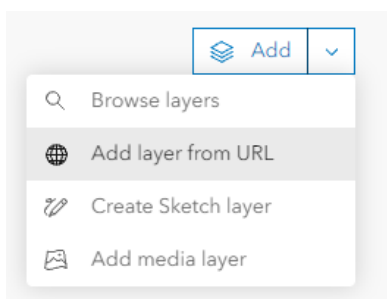 Add
Browse layers
Add layer from URL
Create Sketch layer
Add media layer